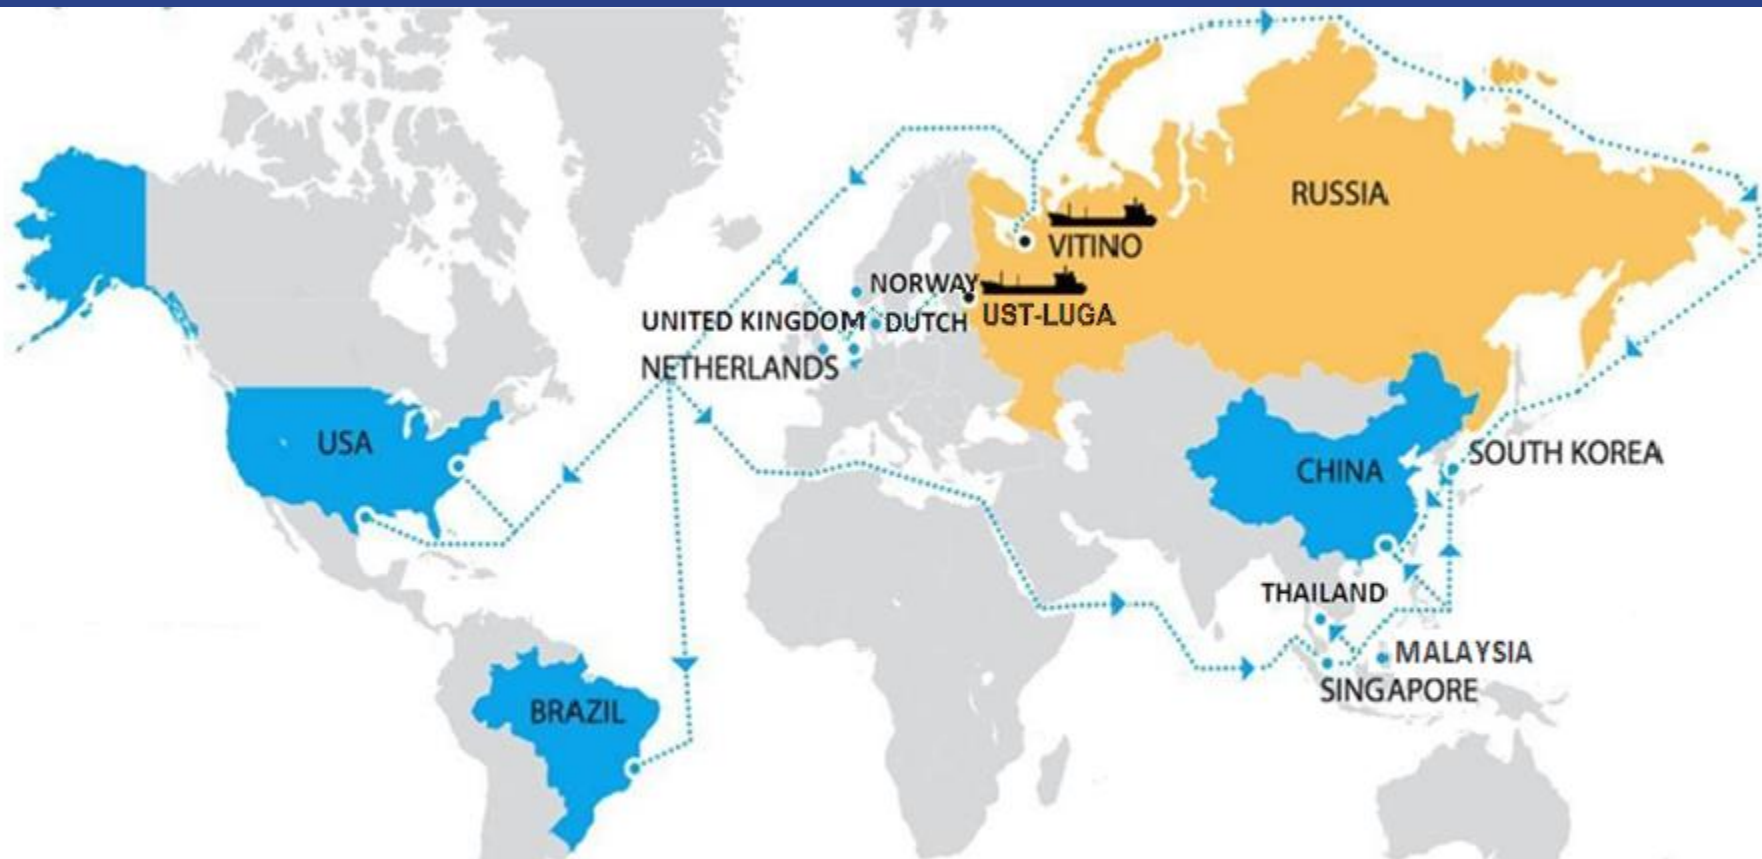 RUSSIA
VITINO
NORWAY
UST-LUGA
UNITED KINGDOM
DUTCH
NETHERLANDS
USA
SOUTH KOREA
CHINA
THAILAND
MALAYSIA
SINGAPORE
BRAZIL